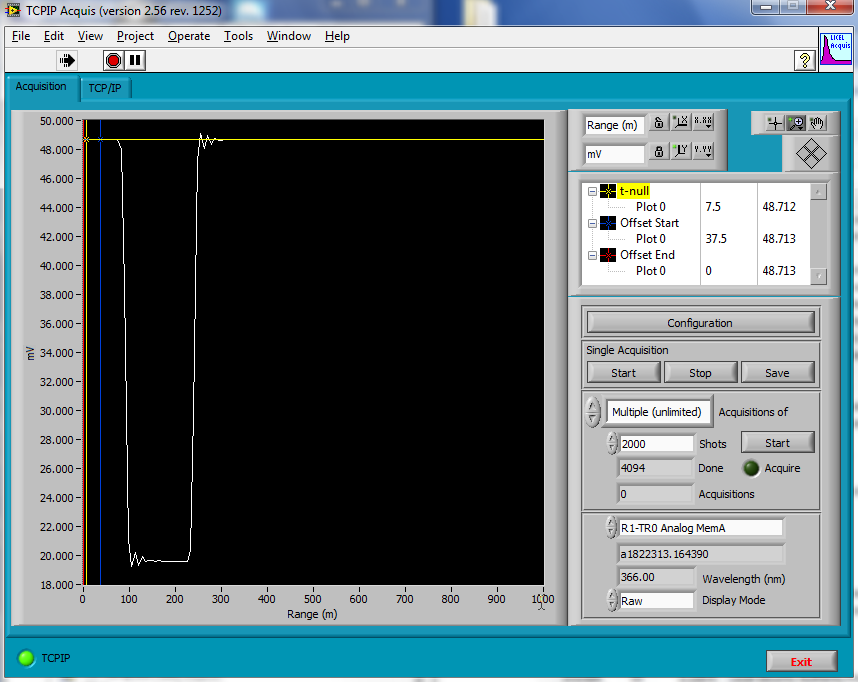 TCPIP Acquis (version 2.56 rev. 1252)
File Edit View Project Operate Tools Window Help
?
LICEL
Acquis
Acquisition TCP/IP
50.000
48.000
46.000
44.000
42.000
40.000
38.000
36.000
34.000
32.000
30.000
28.000
26.000
24.000
22.000
20.000
18.000
mV
0 100 200 300 400 500 600 700 800 900 1000
Range (m)
Range (m) X X.XX
mV Y Y.YY
t-null
Plot 0 7.5 48.712
Offset Start
Plot 0 37.5 48.713
Offset End
Plot 0 0 48.713
Configuration
Single Acquisition
Start Stop Save
Multiple (unlimited) Acquisitions of
2000 Shots Start
4094 Done Acquire
0 Acquisitions
R1-TR0 Analog MemA
a1822313.164390
366.00 Wavelength (nm)
Raw Display Mode
TCPIP
Exit